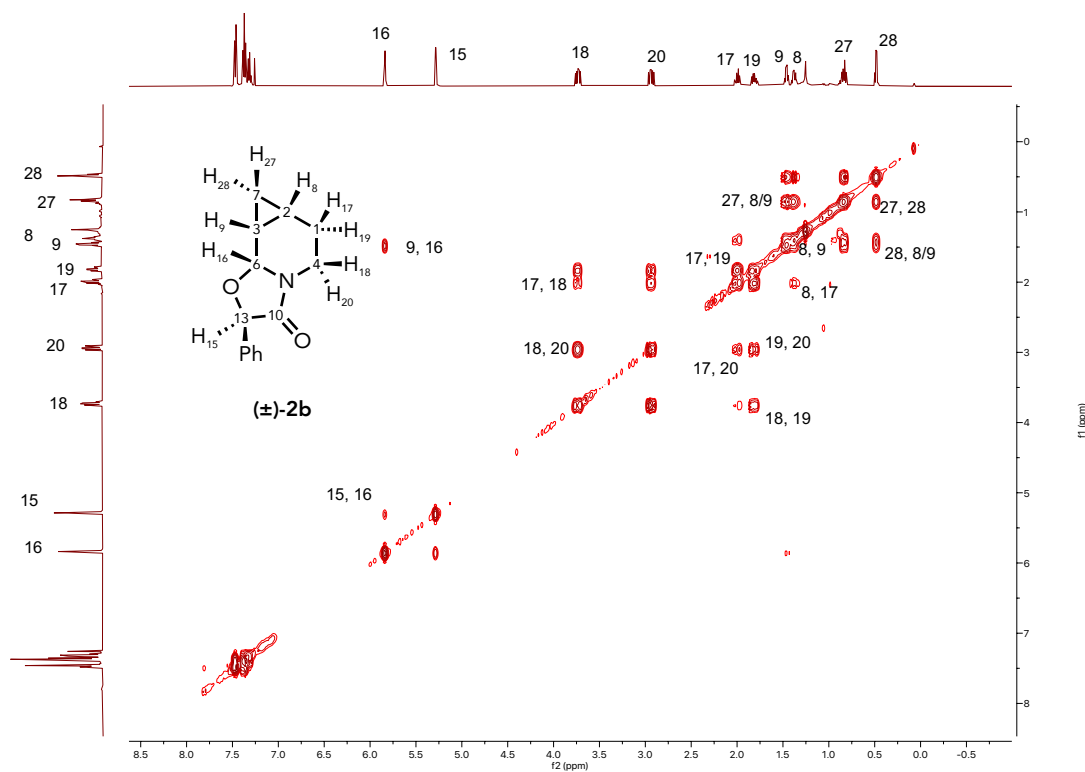 16
15
18
20
17
19
9
8
27
28
28
27
8
9
19
17
20
18
15
16
H27
H28
H8
H17
7
2
H9
3
H19
H16
6
4
H18
O
N
H20
13
10
H15
O
Ph
(±)-2b
27, 8/9
27, 28
9, 16
17, 19
8, 9
28, 8/9
17, 18
8, 17
18, 20
19, 20
17, 20
18, 19
15, 16
0
1
2
3
4
5
6
7
8
f1 (ppm)
8.5 8.0 7.5 7.0 6.5 6.0 5.5 5.0 4.5 4.0 3.5 3.0 2.5 2.0 1.5 1.0 0.5 0.0 -0.5
f2 (ppm)